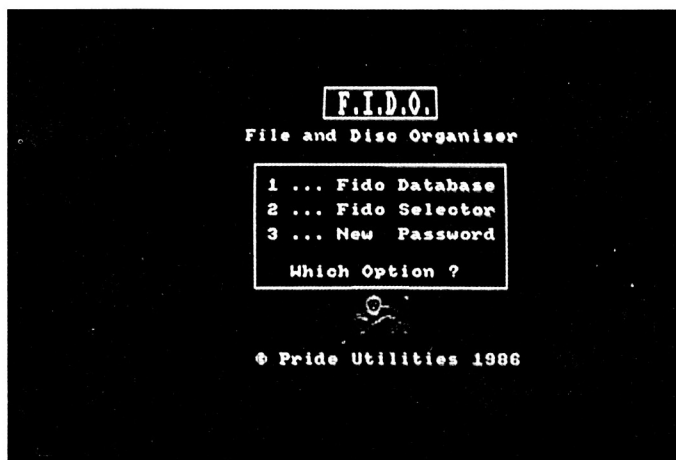 F.I.D.O.
File and Disc Organiser
1 ... Fido Database
2 ... Fido Selector
3 ... New Password
Which Option ?
© Pride Utilities 1986